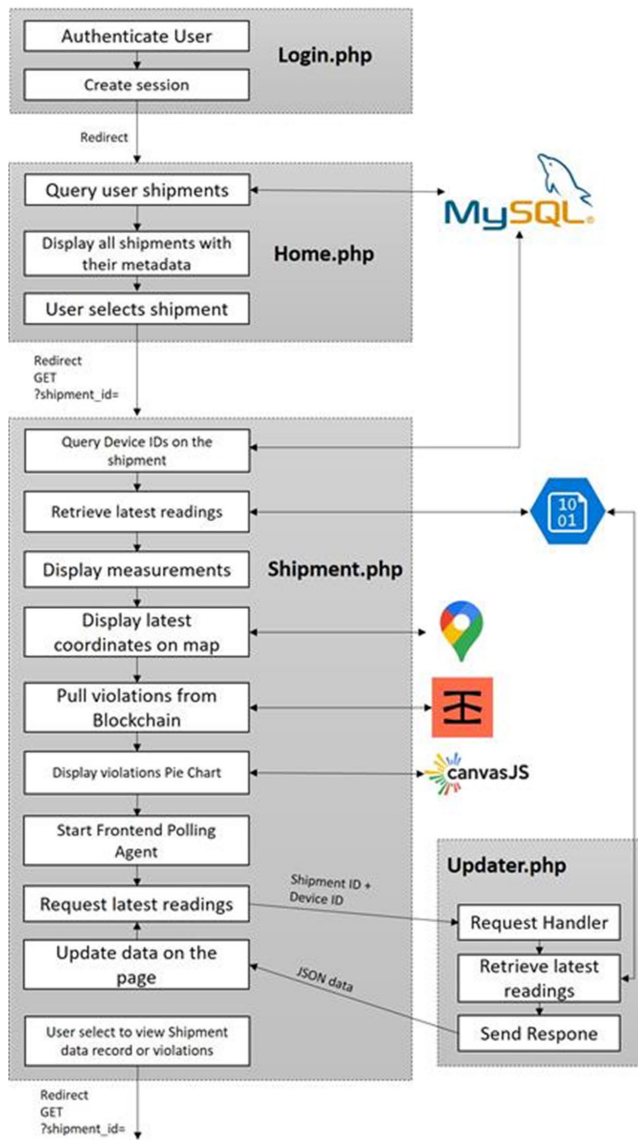 Authenticate User
Login.php
Create session
Redirect
Query user shipments
MySQL®
Display all shipments with
their metadata
Home.php
User selects shipment
Redirect
GET
?shipment_id=
Query Device IDs on the
shipment
Retrieve latest readings
10
01
Display measurements
Shipment.php
Display latest
coordinates on map
Pull violations from
Blockchain
Display violations Pie Chart
canvasJS
Start Frontend Polling
Agent
Updater.php
Shipment ID +
Device ID
Request latest readings
Request Handler
Update data on the
page
JSON data
Retrieve latest
readings
Send Respone
User select to view Shipment
data record or violations
Redirect
GET
?shipment_id=